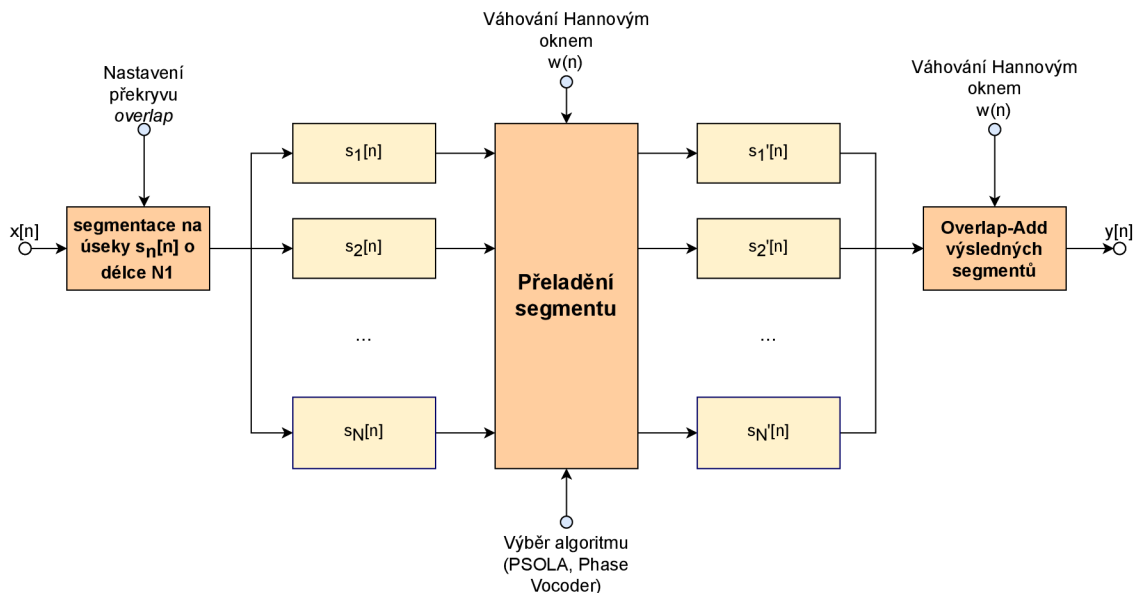 Váhování Hannovým
oknem
w(n)
Nastavení
překryvu
overlap
Váhování Hannovým
oknem
w(n)
x[n]
segmentace na
úseky sn[n] o
délce N1
s1[n]
s2[n]
...
sN[n]
Přeladění
segmentu
s1'[n]
s2'[n]
...
sN'[n]
Overlap-Add
výsledných
segmentů
y[n]
Výběr algoritmu
(PSOLA, Phase
Vocoder)